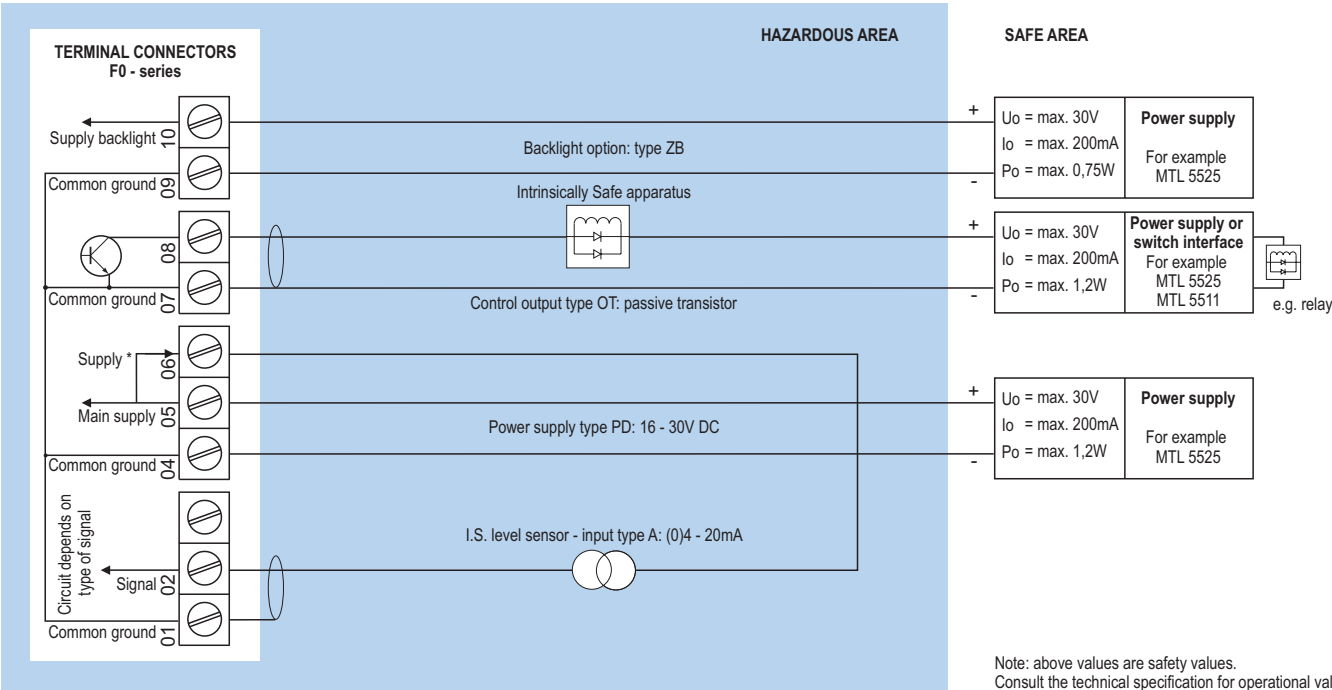 HAZARDOUS AREA
SAFE AREA
TERMINAL CONNECTORS
F0 - series
Supply backlight
10
Common ground
09
08
Common ground
07
Supply *
06
Main supply
05
Common ground
04
Circuit depends on
type of signal
Signal
02
Common ground
01
Backlight option: type ZB
Intrinsically Safe apparatus
Control output type OT: passive transistor
Power supply type PD: 16 - 30V DC
I.S. level sensor - input type A: (0)4 - 20mA
+
-
Uo = max. 30V
Io = max. 200mA
Po = max. 0,75W
Power supply
For example
MTL 5525
+
-
Uo = max. 30V
Io = max. 200mA
Po = max. 1,2W
Power supply or
switch interface
For example
MTL 5525
MTL 5511
e.g. relay
+
-
Uo = max. 30V
Io = max. 200mA
Po = max. 1,2W
Power supply
For example
MTL 5525
Note: above values are safety values.
Consult the technical specification for operational val